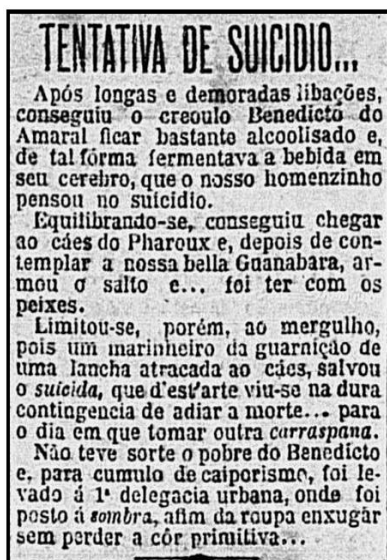 TENTATIVA DE SUICIDIO...
Após longas e demoradas libações,
conseguiu o creoulo Benedicto do
Amaral ficar bastante alcoolisado e,
de tal fórma fermentava a bebida em
seu cerebro, que o nosso homenzinho
pensou no suicidio.
Equilibrando-se, conseguiu chegar
ao cáes do Pharoux e, depois de con-
templar a nossa bella Guanabara, ar-
mou o salto e... foi ter com os
peixes.
Limitou-se, porém, ao mergulho,
pois um marinheiro da guarnição de
uma lancha atracada ao cáes, salvou
o suicida, que d'est'arte viu-se na dura
contingencia de adiar a morte... para
o dia em que tomar outra carraspana.
Não teve sorte o pobre do Benedicto
e, para cumulo de caiporismo, foi le-
vado á 1ª delegacia urbana, onde foi
posto á sombra, afim da roupa enxugár
sem perder a côr primitiva...